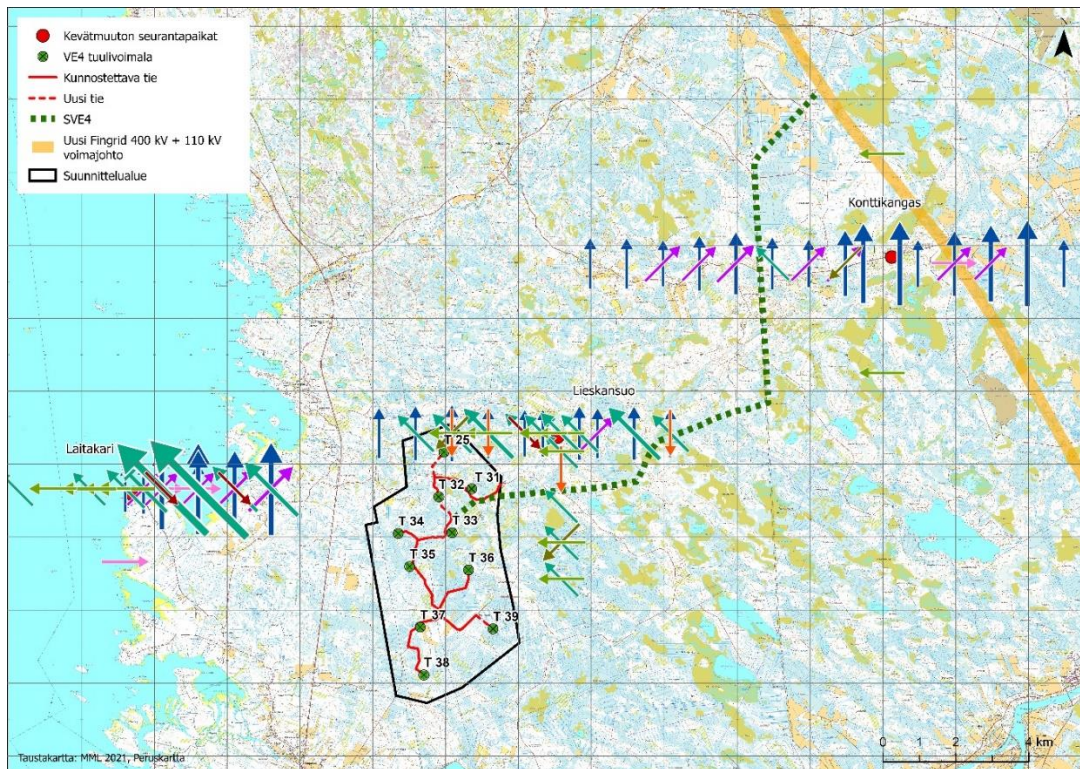 Kevätmuuton seurantapaikat
VE4 tuulivoimala
Kunnostettava tie
Uusi tie
SVE4
Uusi Fingrid 400 kV + 110 kV
voimajohto
Suunnittelualue
Konttikangas
Lieskansuo
Laitakari
T 25
T 31
T 32
T 34
T 33
T 35
T 36
T 37
T 39
T 38
0 1 2 4 km
Taustakartta: MML 2021, Peruskartta